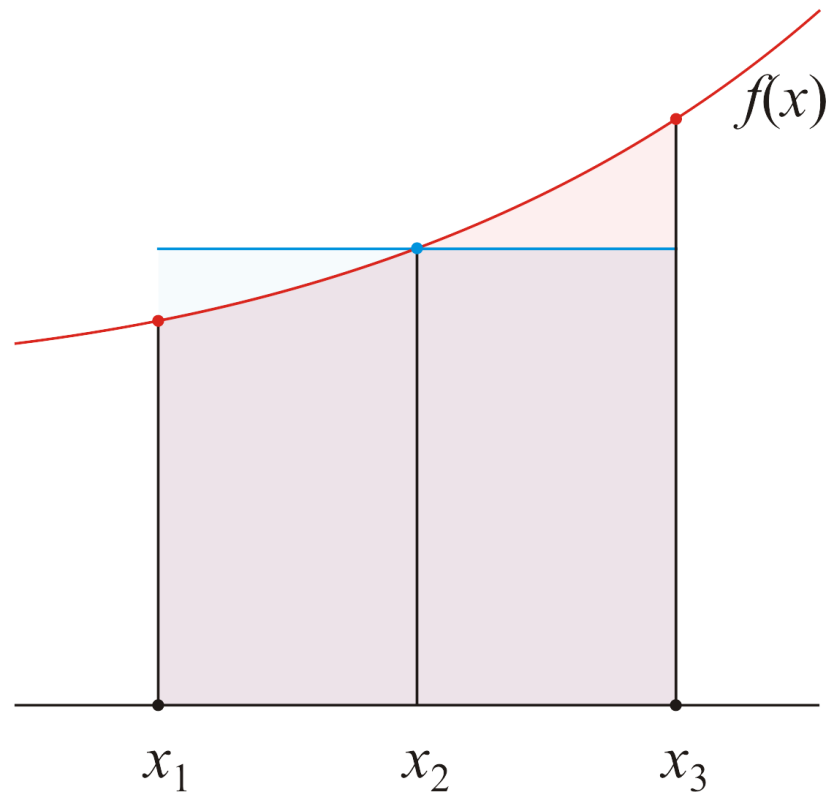 f(x)
x₁ x₂ x₃